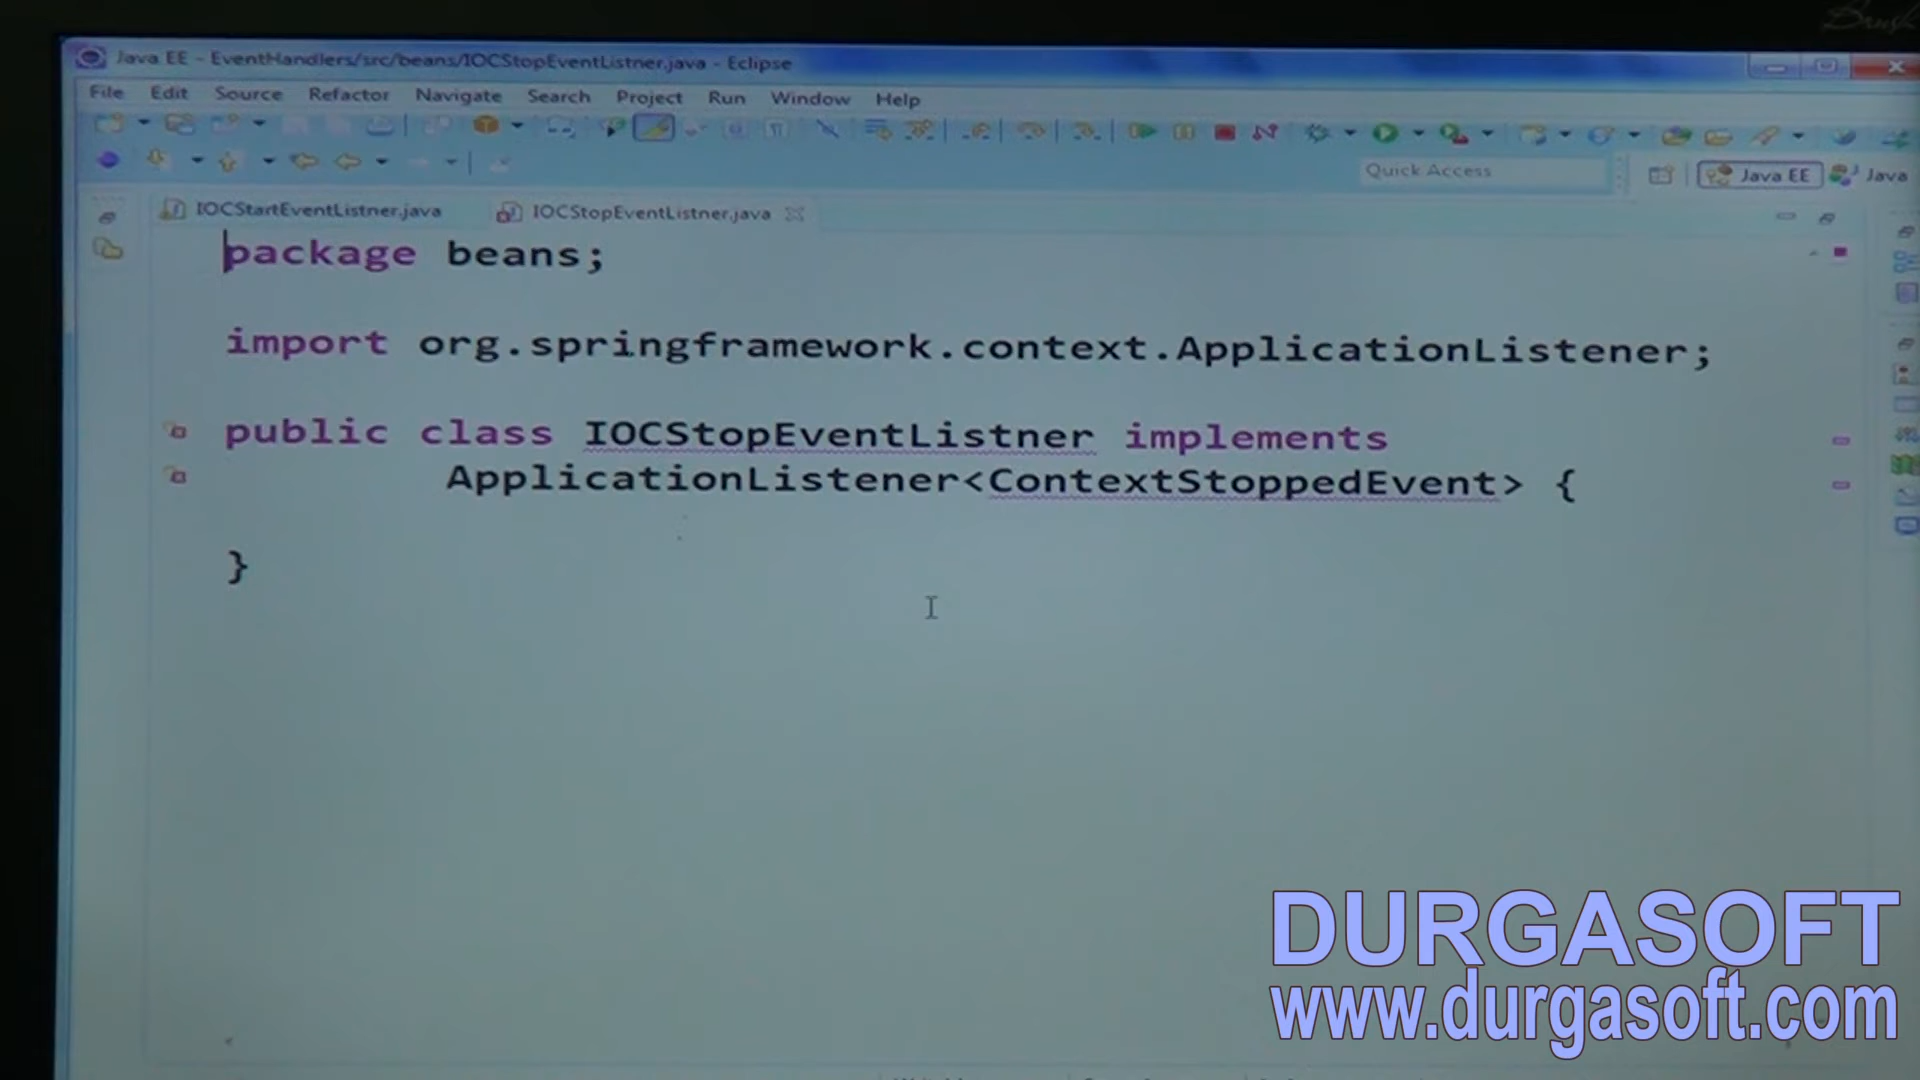 Java EE - EventHandlers/src/beans/IOCStopEventListner.java - Eclipse
File Edit Source Refactor Navigate Search Project Run Window Help
Quick Access
Java EE
Java
IOCStartEventListner.java
IOCStopEventListner.java
package beans;
import org.springframework.context.ApplicationListener;
public class IOCStopEventListner implements
ApplicationListener<ContextStoppedEvent> {
}
DURGASOFT
www.durgasoft.com